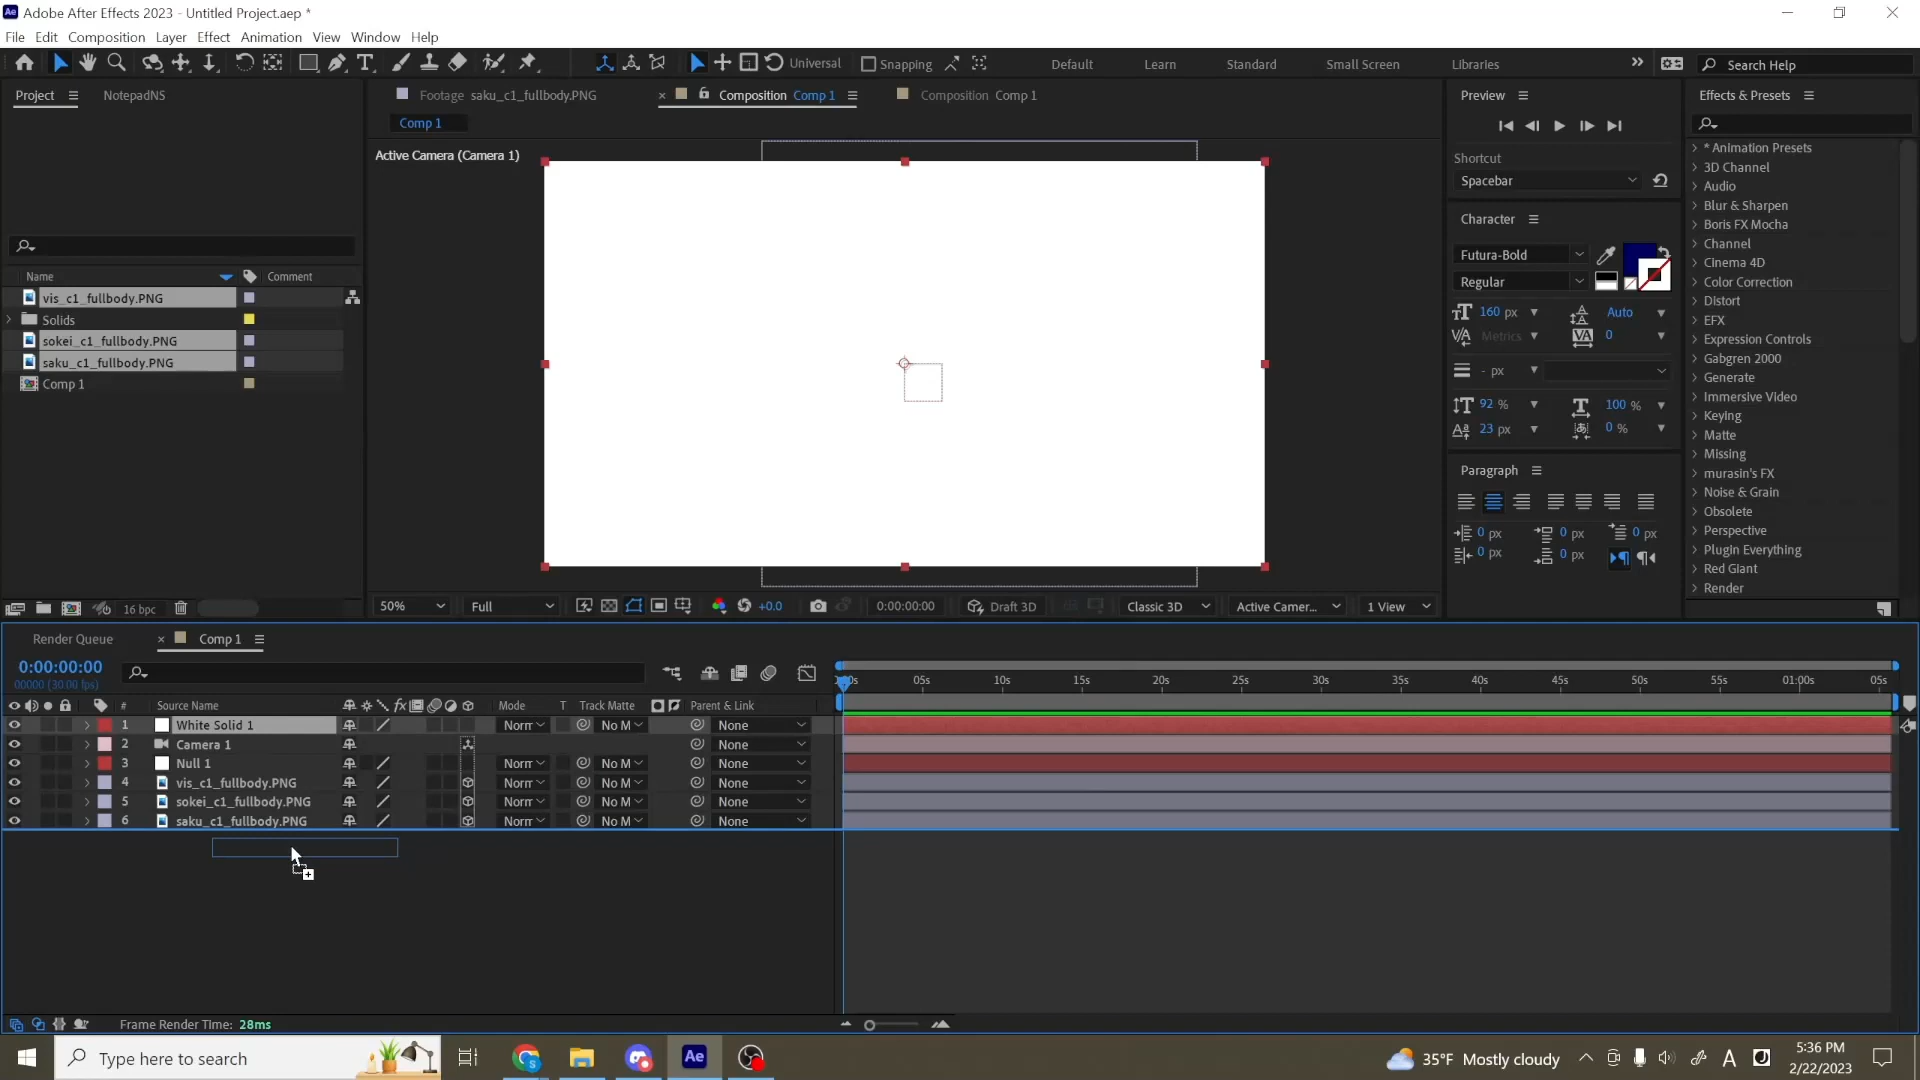 Adobe After Effects 2023 - Untitled Project.aep *
File Edit Composition Layer Effect Animation View Window Help
Universal Snapping Default Learn Standard Small Screen Libraries Search Help
Project NotepadNS
Footage saku_c1_fullbody.PNG Composition Comp 1 Composition Comp 1
Comp 1
Active Camera (Camera 1)
Name Comment
vis_c1_fullbody.PNG
Solids
sokei_c1_fullbody.PNG
saku_c1_fullbody.PNG
Comp 1
16 bpc
50% Full +0.0 0:00:00:00 Draft 3D Classic 3D Active Camer... 1 View
Preview
Shortcut
Spacebar
Character
Futura-Bold
Regular
160 px Auto
Metrics 0
- px
92 % 100 %
23 px 0 %
Paragraph
0 px 0 px 0 px
0 px 0 px
Effects & Presets
* Animation Presets
3D Channel
Audio
Blur & Sharpen
Boris FX Mocha
Channel
Cinema 4D
Color Correction
Distort
EFX
Expression Controls
Gabgren 2000
Generate
Immersive Video
Keying
Matte
Missing
murasin's FX
Noise & Grain
Obsolete
Perspective
Plugin Everything
Red Giant
Render
Render Queue Comp 1
0:00:00:00
00000 (30.00 fps)
05s 10s 15s 20s 25s 30s 35s 40s 45s 50s 55s 01:00s 05s
# Source Name Mode T Track Matte Parent & Link
1 White Solid 1 Norr No M None
2 Camera 1 None
3 Null 1 Norr No M None
4 vis_c1_fullbody.PNG Norr No M None
5 sokei_c1_fullbody.PNG Norr No M None
6 saku_c1_fullbody.PNG Norr No M None
Frame Render Time: 28ms
Type here to search
Ae
35°F Mostly cloudy
A
5:36 PM
2/22/2023